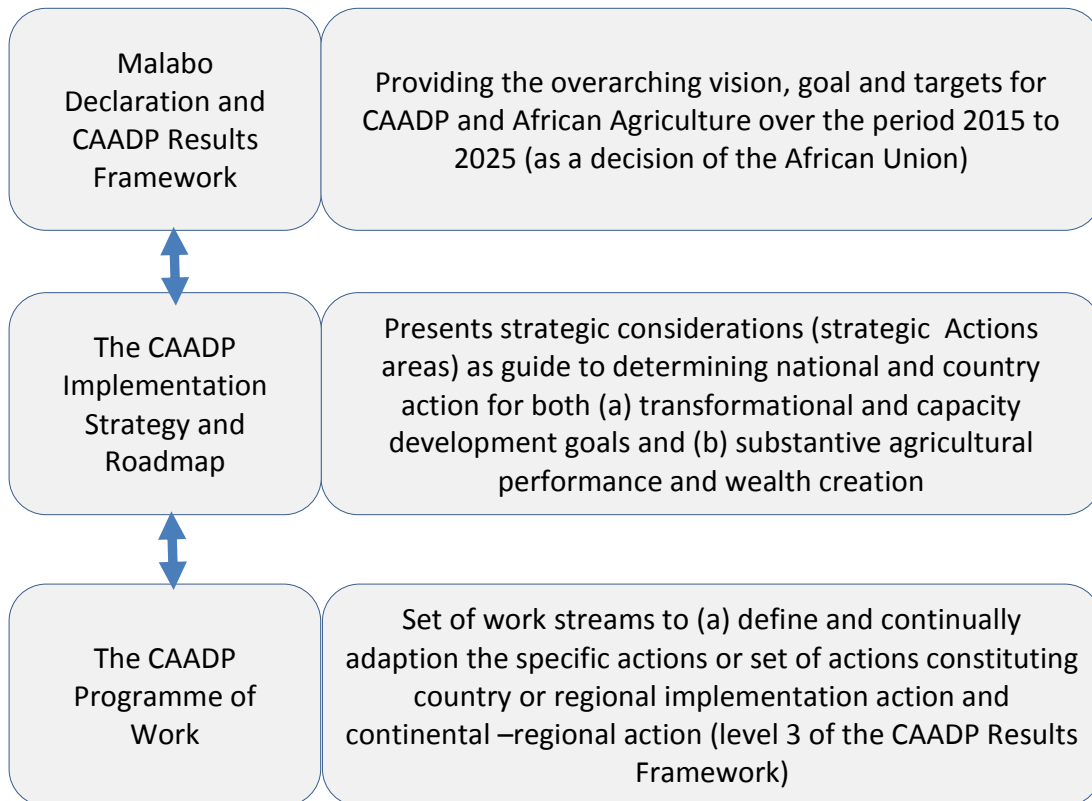 Malabo
Declaration and
CAADP Results
Framework
Providing the overarching vision, goal and targets for
CAADP and African Agriculture over the period 2015 to
2025 (as a decision of the African Union)
The CAADP
Implementation
Strategy and
Roadmap
Presents strategic considerations (strategic Actions
areas) as guide to determining national and country
action for both (a) transformational and capacity
development goals and (b) substantive agricultural
performance and wealth creation
The CAADP
Programme of
Work
Set of work streams to (a) define and continually
adaption the specific actions or set of actions constituting
country or regional implementation action and
continental –regional action (level 3 of the CAADP Results
Framework)